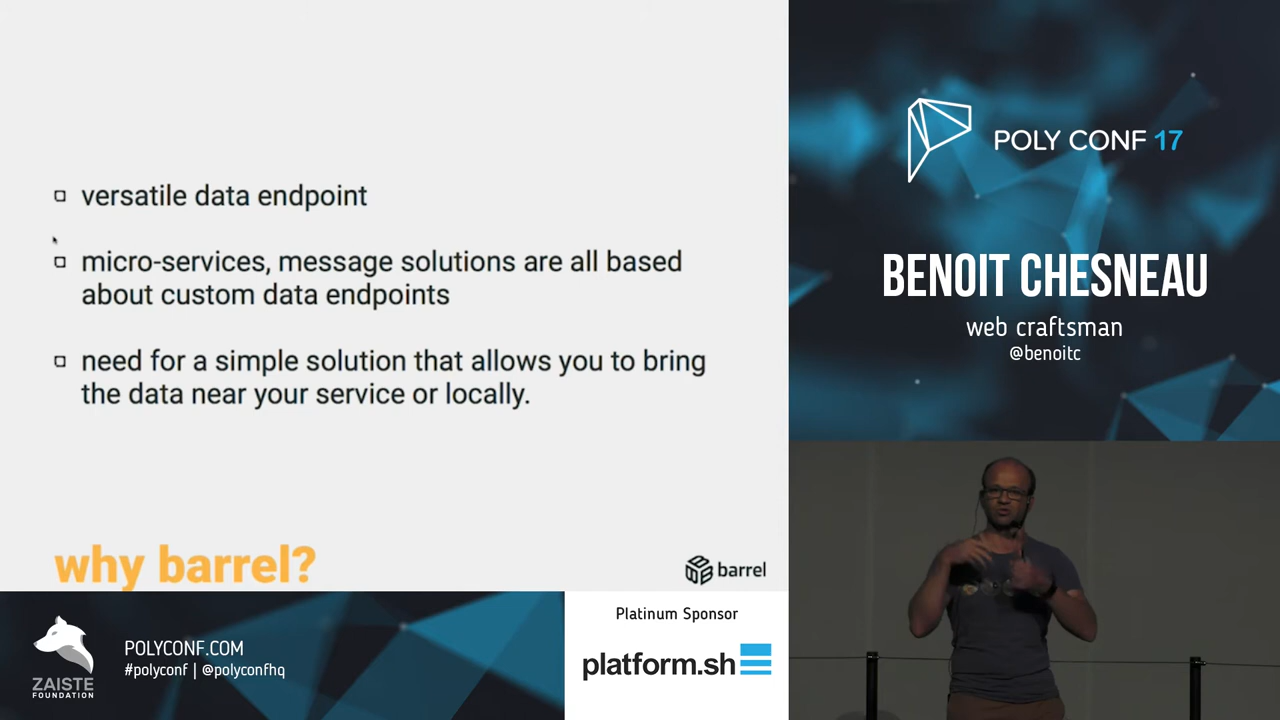 versatile data endpoint
micro-services, message solutions are all based
about custom data endpoints
need for a simple solution that allows you to bring
the data near your service or locally.
why barrel?
barrel
POLY CONF 17
BENOIT CHESNEAU
web craftsman
@benoitc
ZAISTE
FOUNDATION
POLYCONF.COM
#polyconf | @polyconfhq
Platinum Sponsor
platform.sh